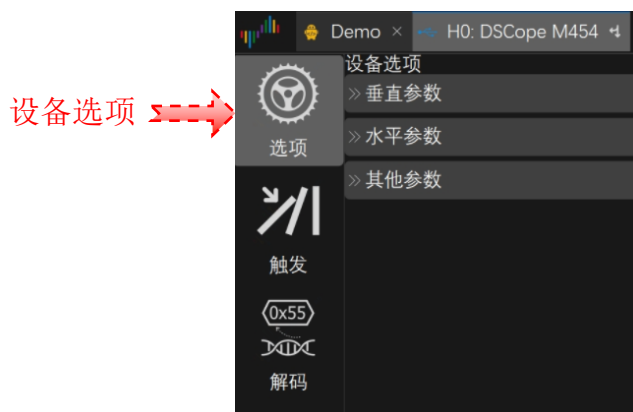 Demo × H0: DSCope M454
设备选项
设备选项
» 垂直参数
» 水平参数
» 其他参数
选项
触发
0x55
解码